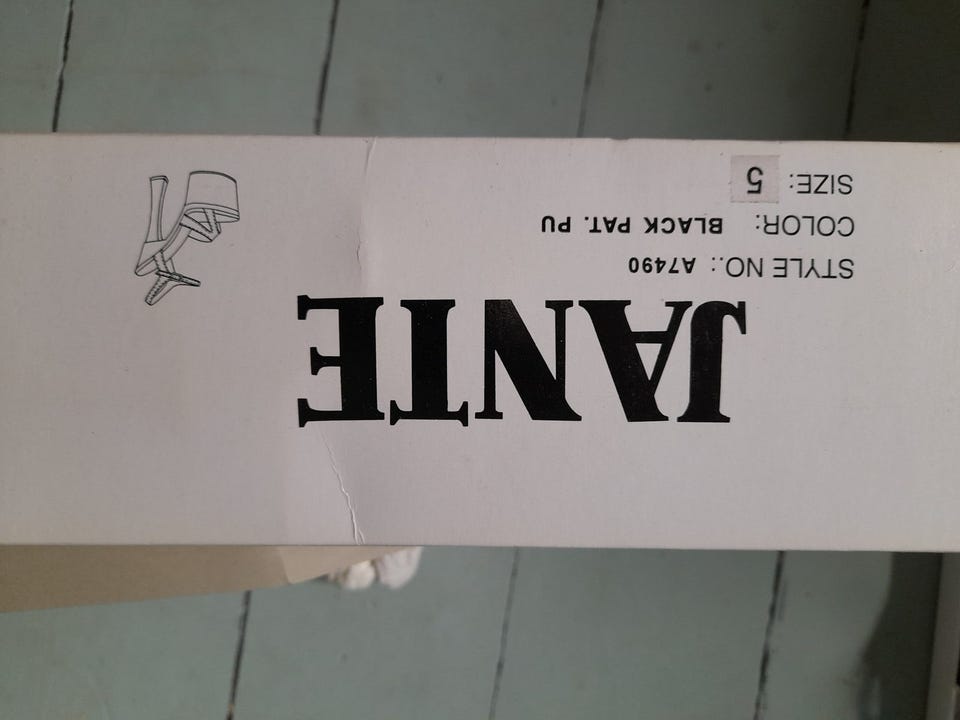 JANTE
STYLE NO.: A7490
COLOR: BLACK PAT. PU
SIZE: 5